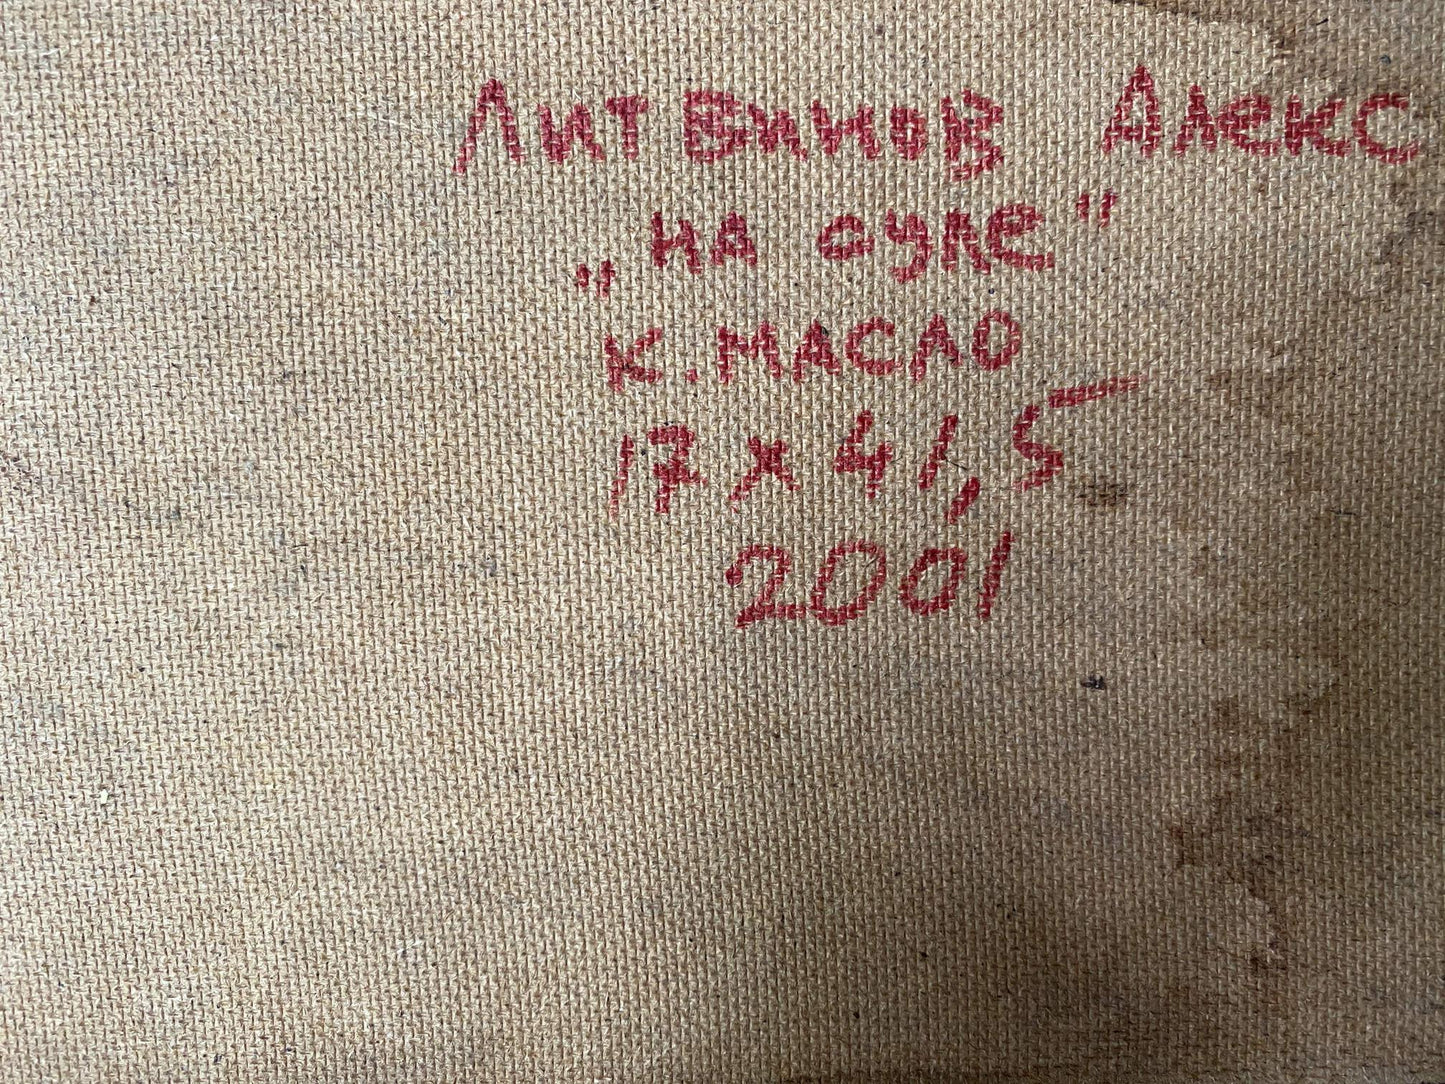 Литвинов Алекс
„на суле"
к. масло
17 х 41,5
2001